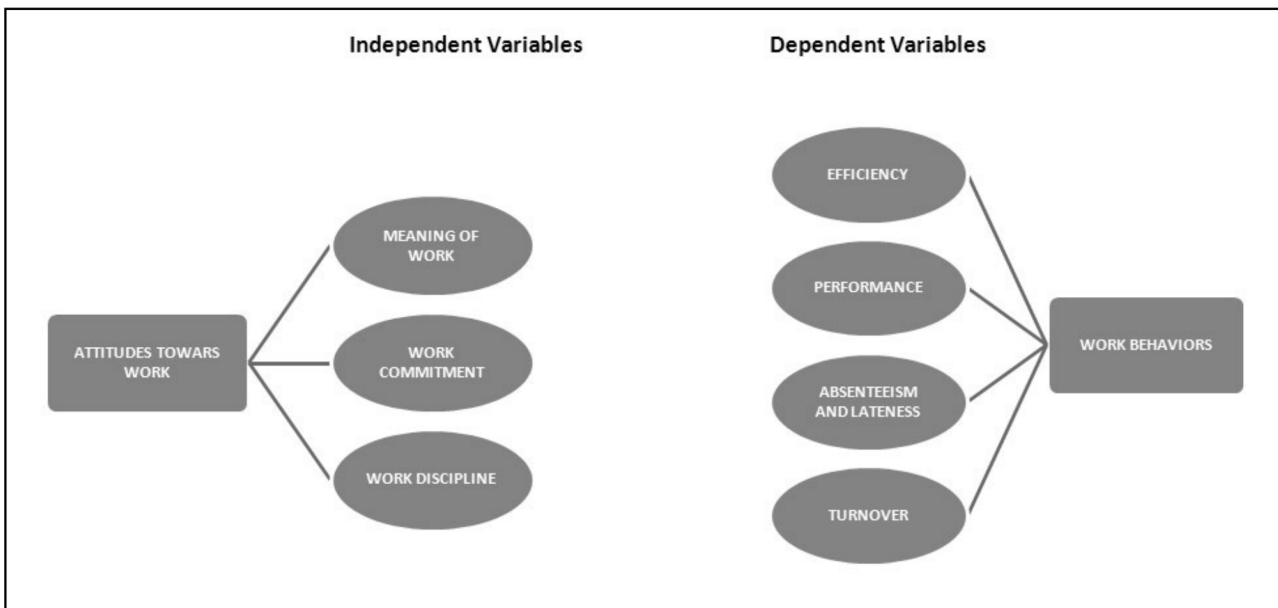 Independent Variables
Dependent Variables
ATTITUDES TOWARS
WORK
MEANING OF
WORK
WORK
COMMITMENT
WORK DISCIPLINE
EFFICIENCY
PERFORMANCE
ABSENTEEISM
AND LATENESS
TURNOVER
WORK BEHAVIORS